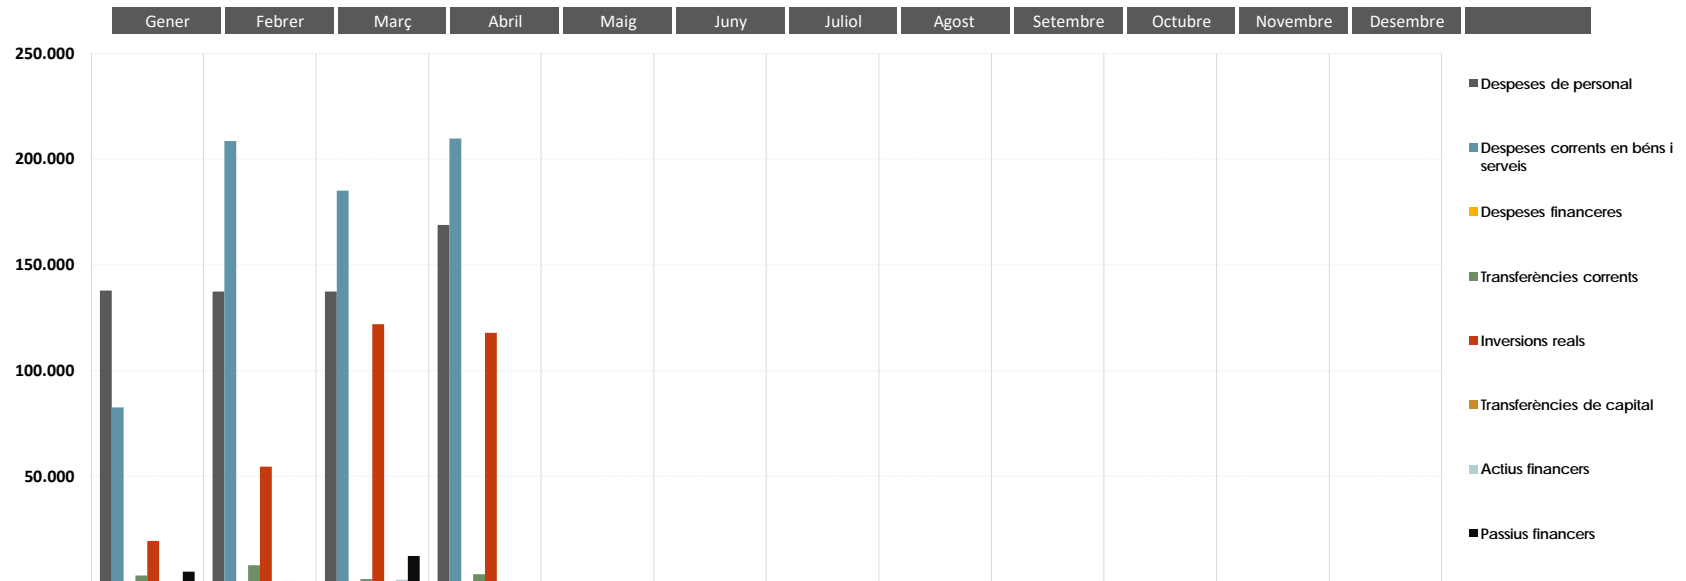 Gener Febrer Març Abril Maig Juny Juliol Agost Setembre Octubre Novembre Desembre
250.000
200.000
150.000
100.000
50.000
Despeses de personal
Despeses corrents en béns i
serveis
Despeses financeres
Transferències corrents
Inversions reals
Transferències de capital
Actius financers
Passius financers